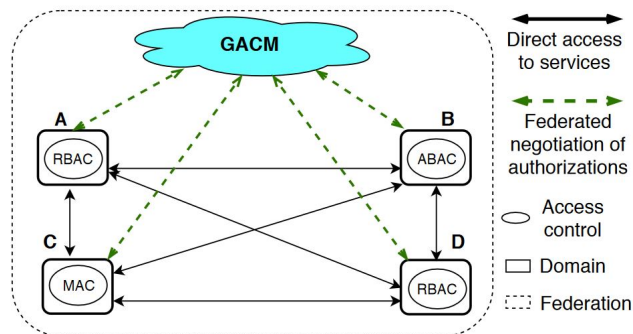 GACM
A
B
RBAC
ABAC
C
D
MAC
RBAC
Direct access
to services
Federated
negotiation of
authorizations
Access
control
Domain
Federation